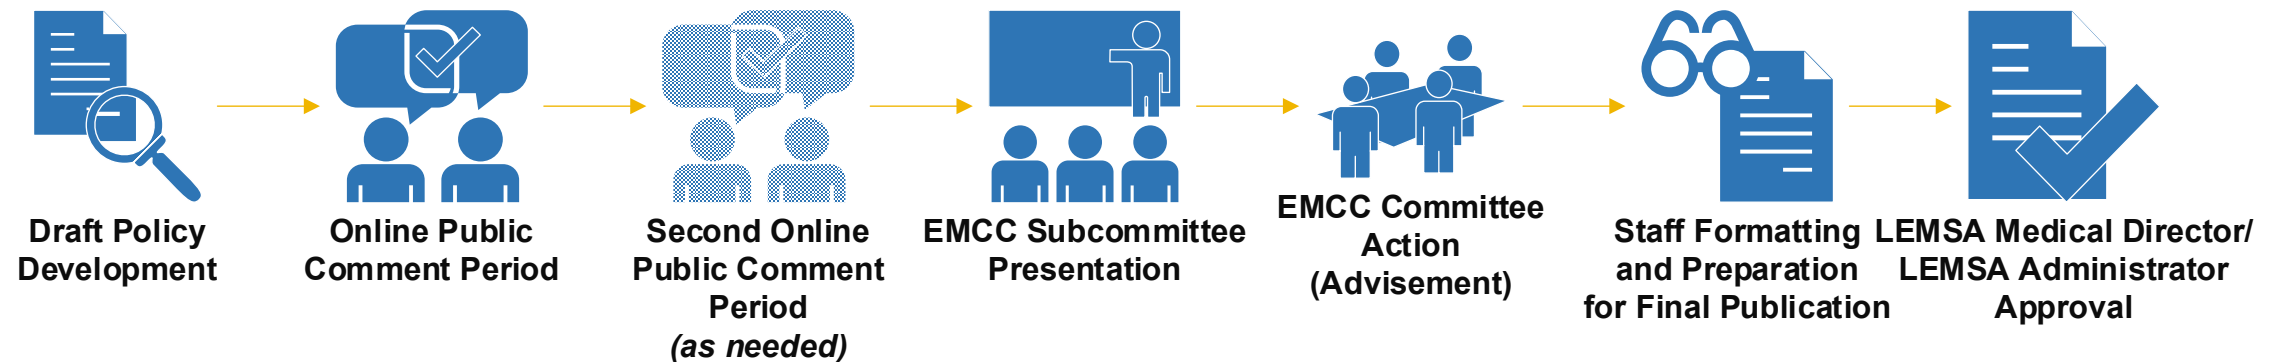 Draft Policy
Development
Online Public
Comment Period
Second Online
Public Comment
Period
(as needed)
EMCC Subcommittee
Presentation
EMCC Committee
Action
(Advisement)
Staff Formatting
and Preparation
for Final Publication
LEMSA Medical Director/
LEMSA Administrator
Approval